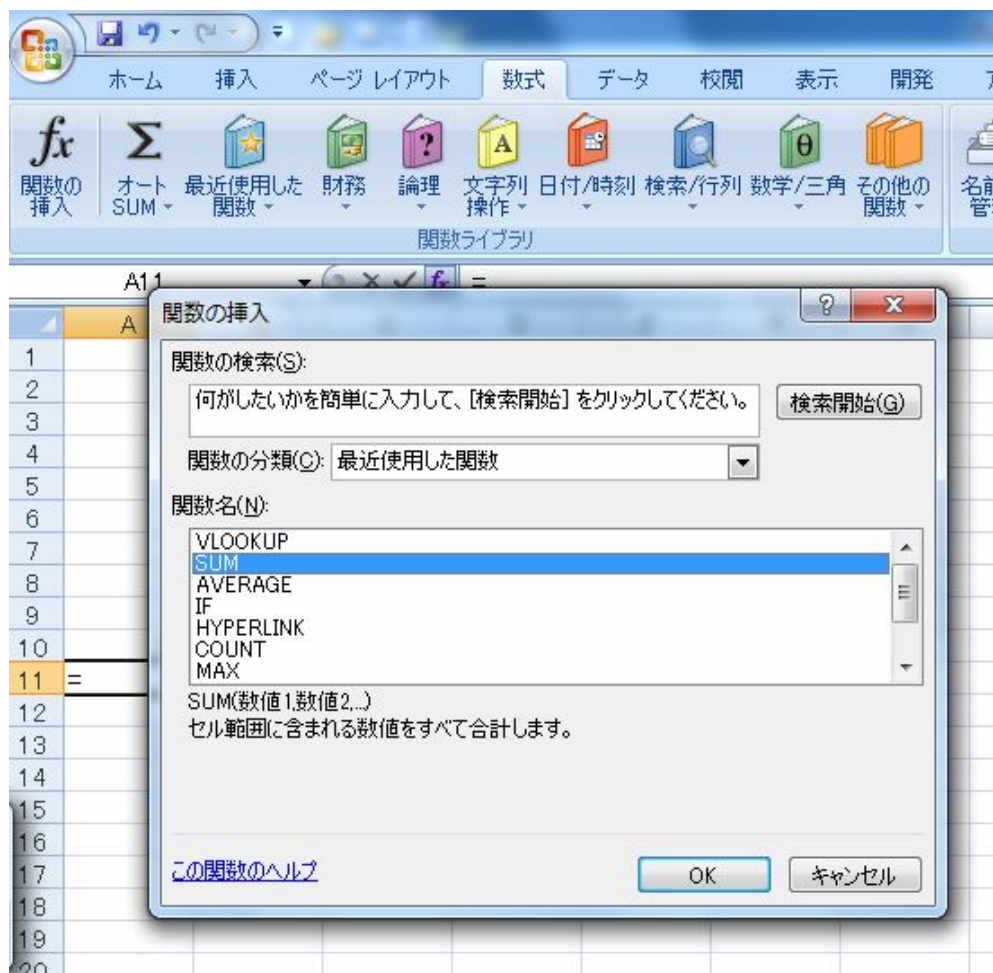 ホーム 挿入 ページ レイアウト 数式 データ 校閲 表示 開発
fx Σ ? A θ
関数の 挿入
オート SUM
最近使用した 関数
財務
論理
文字列 操作
日付/時刻
検索/行列
数学/三角
その他の 関数
関数ライブラリ
A11 fx =
A
関数の挿入
関数の検索(S):
何がしたいかを簡単に入力して、[検索開始] をクリックしてください。
検索開始(G)
関数の分類(C): 最近使用した関数
関数名(N):
VLOOKUP
SUM
AVERAGE
IF
HYPERLINK
COUNT
MAX
SUM(数値1,数値2,...)
セル範囲に含まれる数値をすべて合計します。
この関数のヘルプ
OK キャンセル
1
2
3
4
5
6
7
8
9
10
11 =
12
13
14
15
16
17
18
19
20